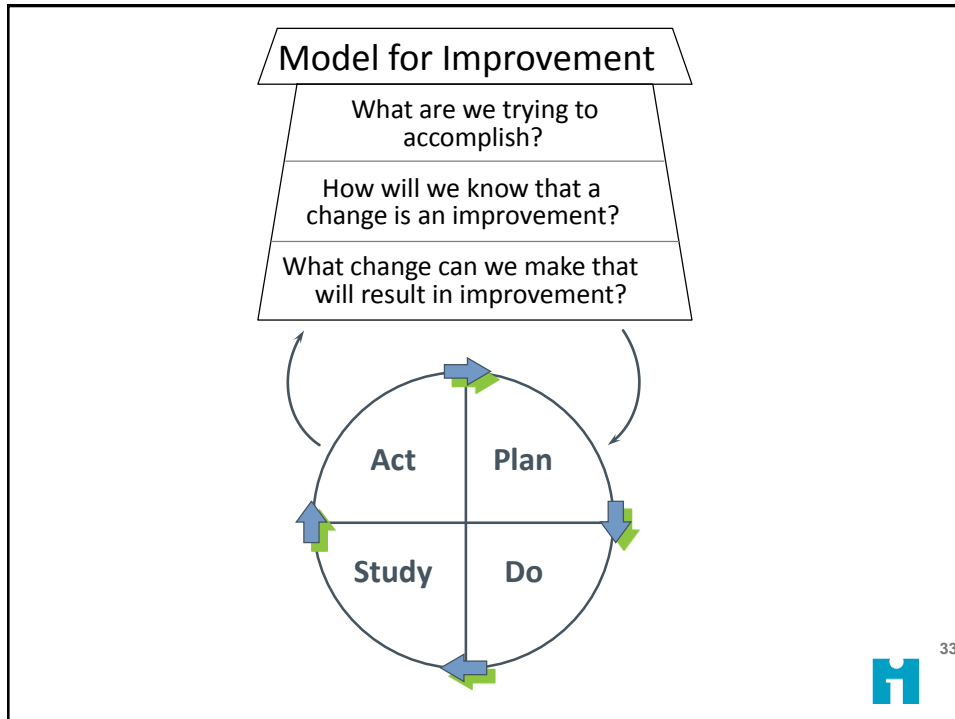 Model for Improvement
What are we trying to
accomplish?
How will we know that a
change is an improvement?
What change can we make that
will result in improvement?
Act
Plan
Study
Do
33